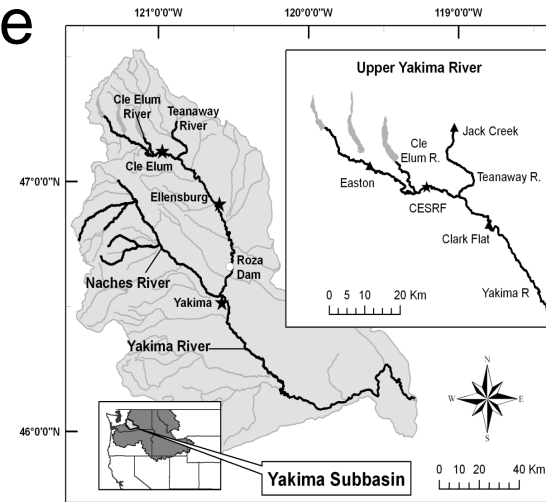 e
121°0'0"W
120°0'0"W
119°0'0"W
Upper Yakima River
Cle Elum
River
Teanaway
River
Cle Elum
Jack Creek
Cle
Elum R.
Teanaway R.
Easton
CESRF
Clark Flat
47°0'0"N
Ellensburg
Roza
Dam
Naches River
0 5 10 20 Km
Yakima R
Yakima
Yakima River
N
W E
S
46°0'0"N
Yakima Subbasin
0 10 20 40 Km